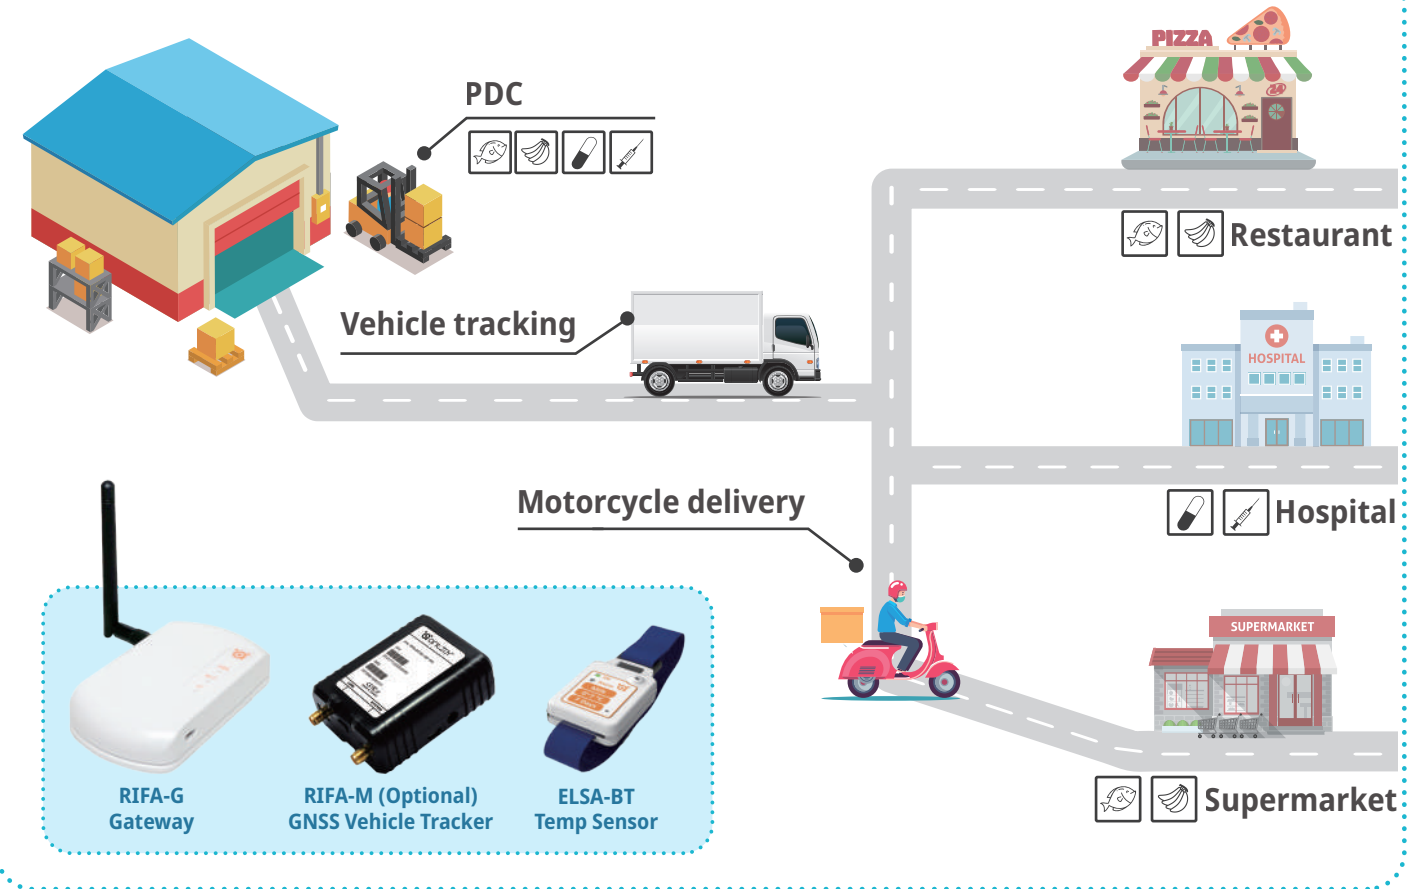 PIZZA
24
PDC
Restaurant
Vehicle tracking
HOSPITAL
Motorcycle delivery
Hospital
SUPERMARKET
Supermarket
RIFA-G
Gateway
RIFA-M (Optional)
GNSS Vehicle Tracker
ELSA-BT
Temp Sensor